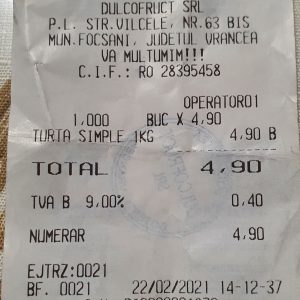 DULCOFRUCT SRL
P.L. STR.VILCELE, NR.63 BIS
MUN.FOCSANI, JUDETUL VRANCEA
VA MULTUMIM!!!
C.I.F.: RO 28395458
OPERATOR01
1,000 BUC X 4,90
TURTA SIMPLE 1KG 4,90 B
TOTAL 4,90
TVA B 9,00% 0,40
NUMERAR 4,90
EJTRZ:0021
BF. 0021 22/02/2021 14-12-37